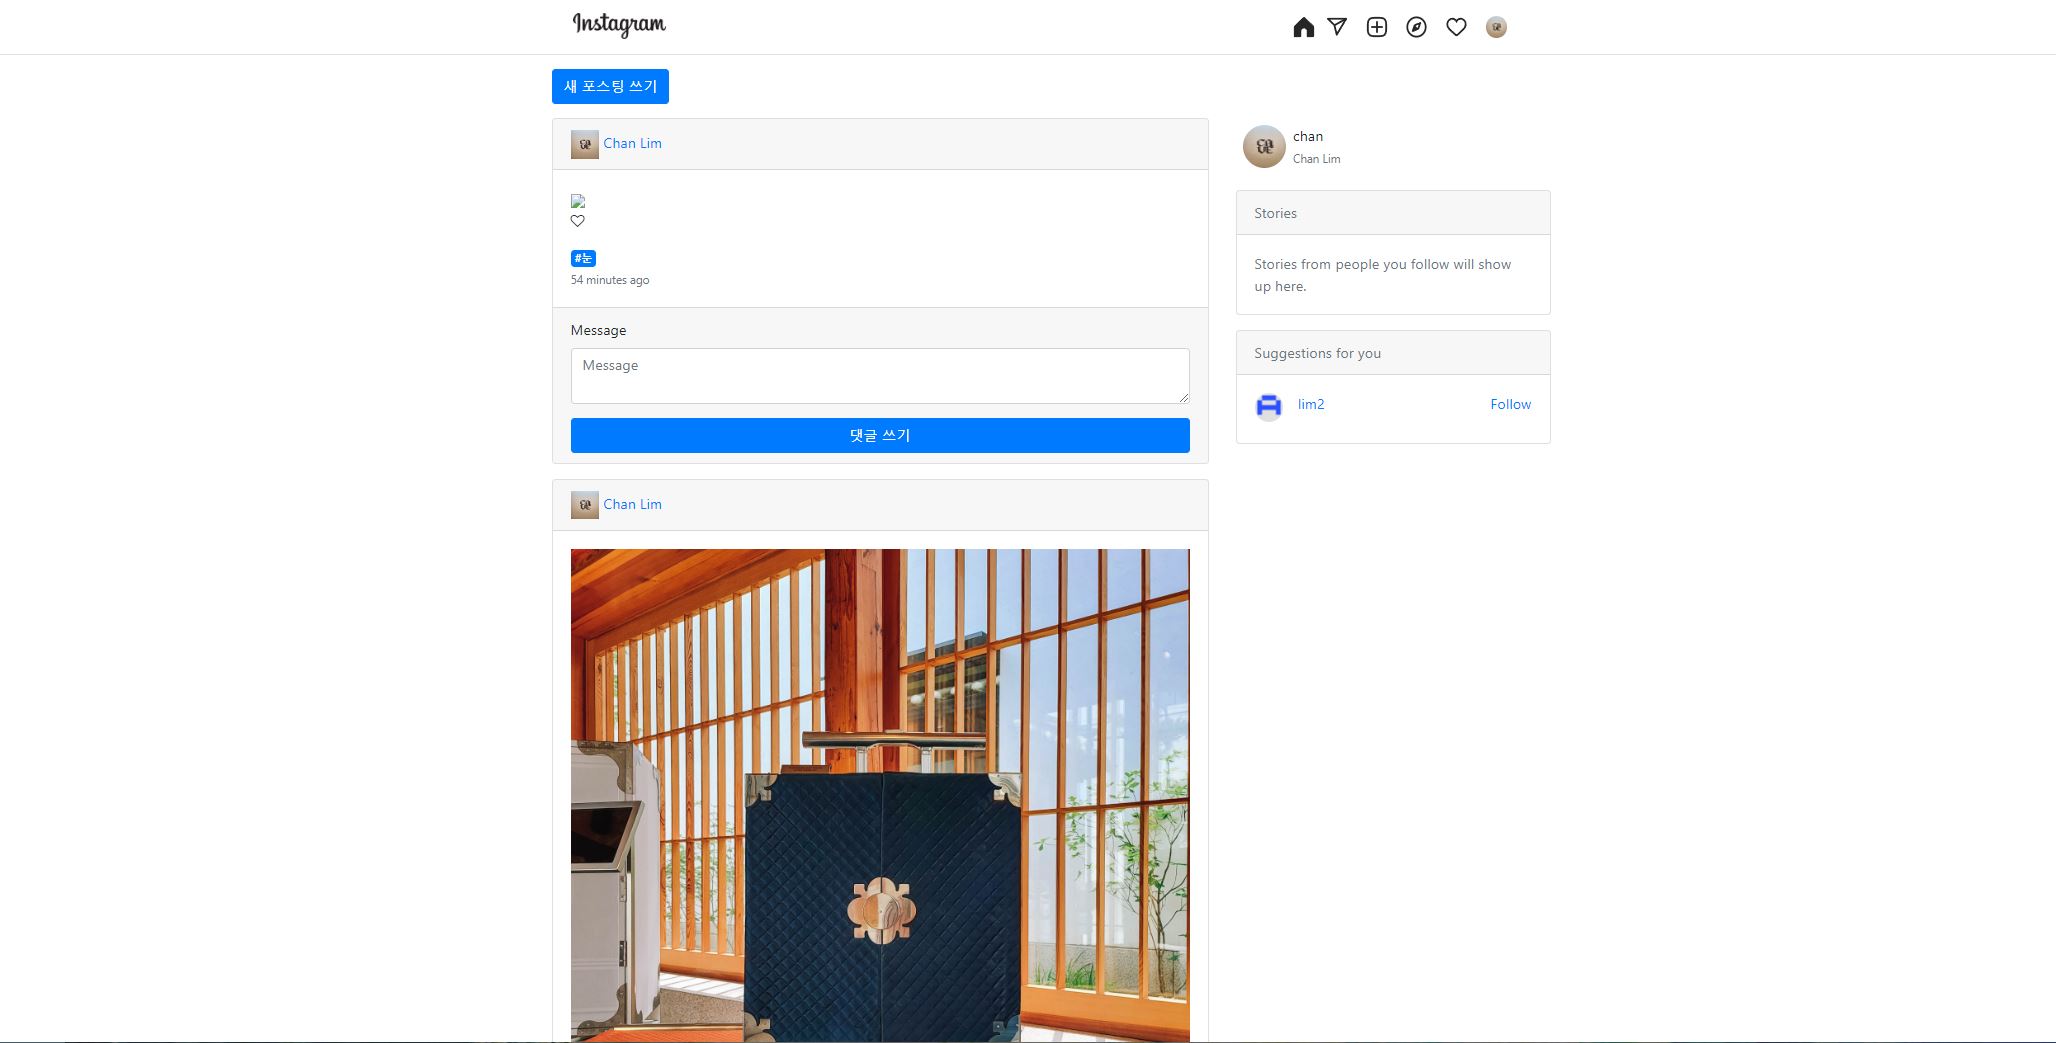 Instagram
새 포스팅 쓰기
Chan Lim
#눈
54 minutes ago
Message
Message
댓글 쓰기
Chan Lim
chan
Chan Lim
Stories
Stories from people you follow will show
up here.
Suggestions for you
lim2
Follow